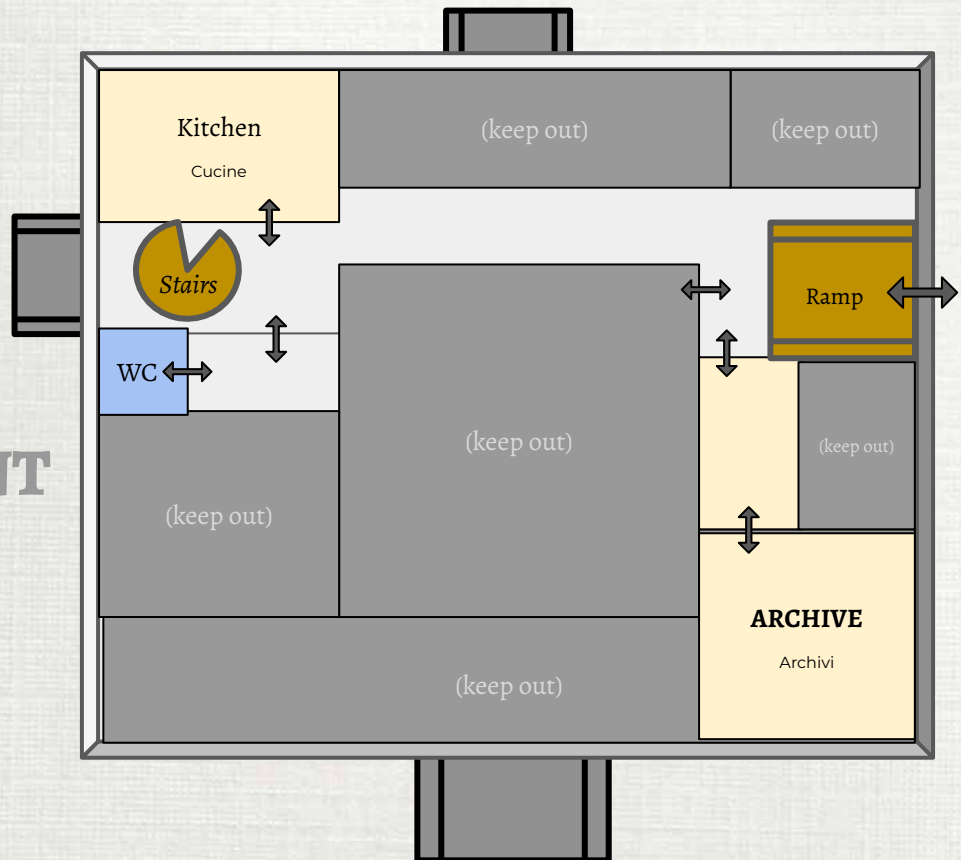 Kitchen
Cucine
(keep out)
(keep out)
Stairs
Ramp
WC
(keep out)
(keep out)
(keep out)
ARCHIVE
Archivi
(keep out)